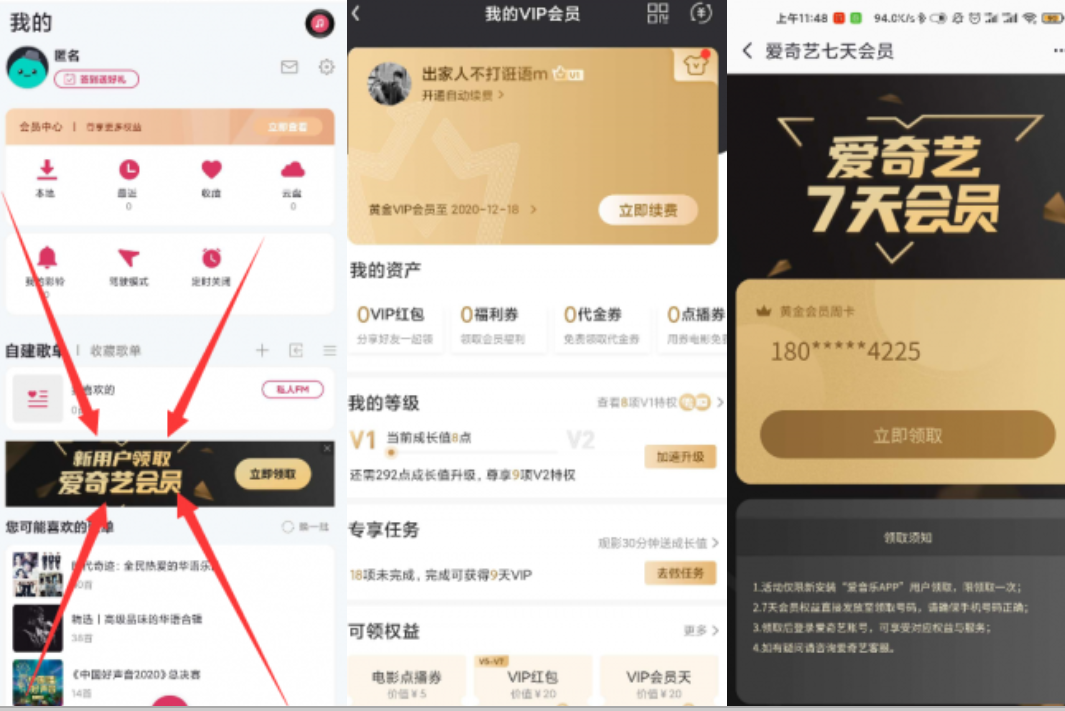 我的
匿名
签到送好礼
会员中心 | 尊享更多权益
立即查看
本地
最近
收藏
云盘
0
0
我的彩铃
驾驶模式
定时关闭
自建歌单 | 收藏歌单
喜欢的
私人FM
新用户领取
爱奇艺会员
立即领取
您可能喜欢的
换一批
时代奇迹：全民热爱的华语乐
精选丨高级品味的华语合辑
38首
《中国好声音2020》总决赛
14首
我的VIP会员
出家人不打诳语m
V1
开通自动续费 >
黄金VIP会员至 2020-12-18 >
立即续费
我的资产
0VIP红包
0福利券
0代金券
0点播券
分享好友一起领
领取会员福利
免费领取代金券
用券电影免
我的等级
查看8项V1特权
V1
当前成长值8点
V2
还需292点成长值升级，尊享9项V2特权
加速升级
专享任务
观影30分钟送成长值 >
18项未完成，完成可获得9天VIP
去做任务
可领权益
更多 >
电影点播券
价值￥5
V5-V7
VIP红包
价值￥20
VIP会员天
价值￥20
上午11:48
94.0K/s
爱奇艺七天会员
爱奇艺
7天会员
黄金会员周卡
180*****4225
立即领取
领取须知
1.活动仅限新安装“爱音乐APP”用户领取，限领取一次；
2.7天会员权益直接发放至领取号码，请确保手机号码正确；
3.领取后登录爱奇艺账号，可享受对应权益与服务；
4.如有疑问请咨询爱奇艺客服。